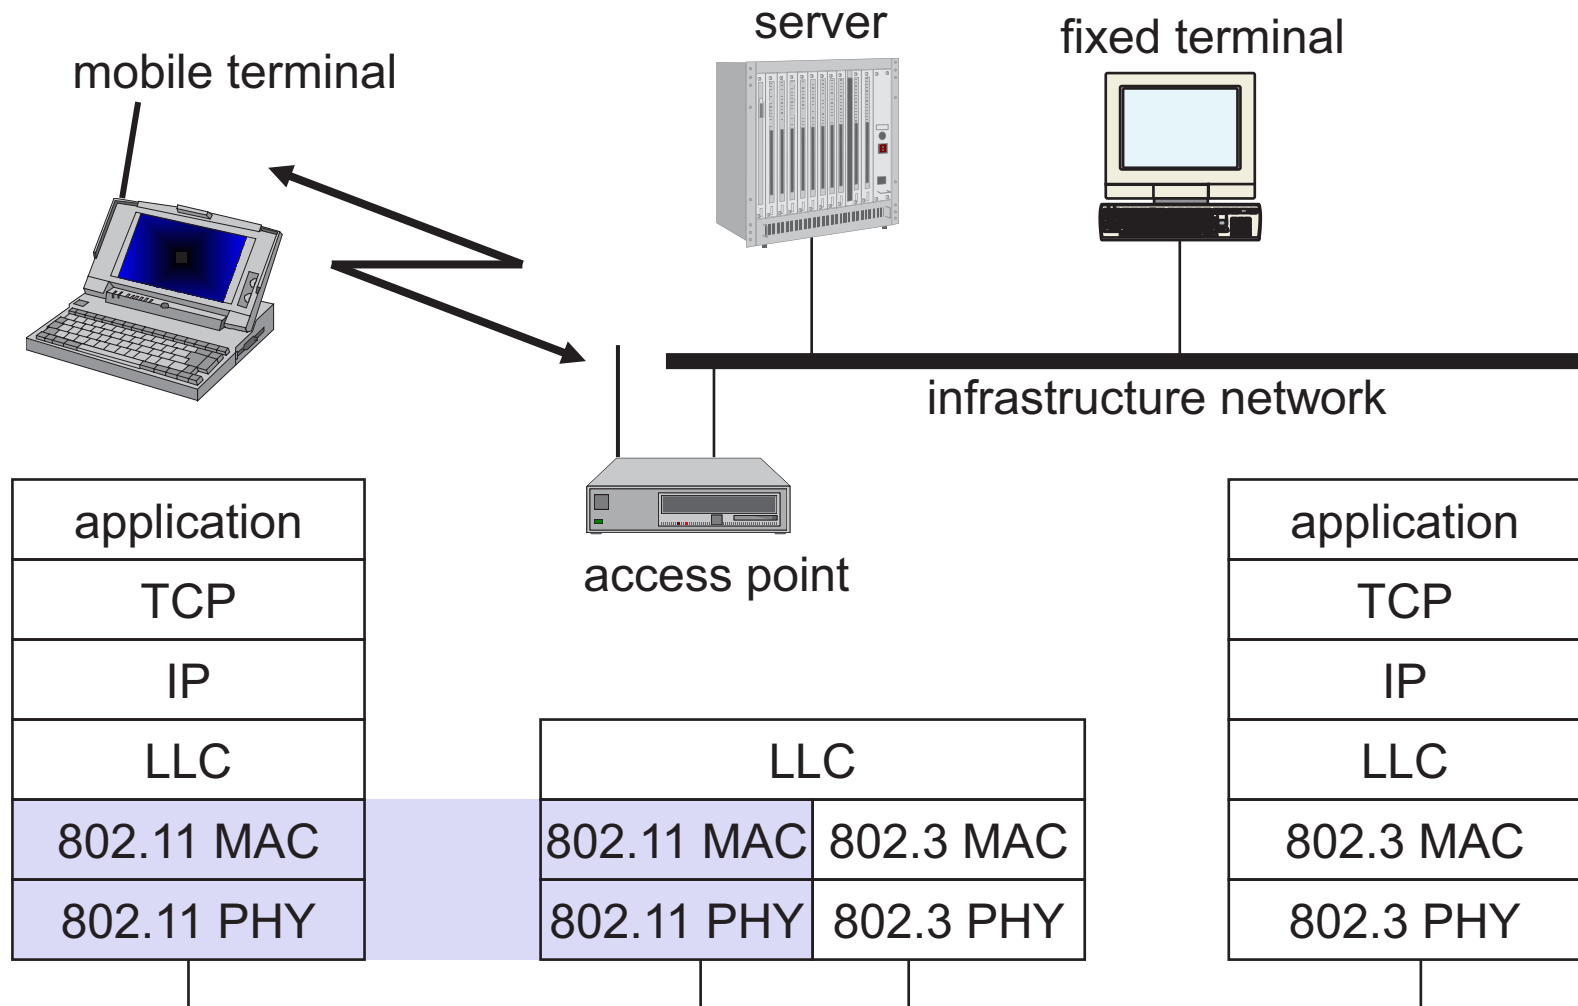 server
fixed terminal
mobile terminal
infrastructure network
access point
application
TCP
IP
LLC
802.11 MAC
802.11 PHY
LLC
802.11 MAC
802.3 MAC
802.11 PHY
802.3 PHY
application
TCP
IP
LLC
802.3 MAC
802.3 PHY